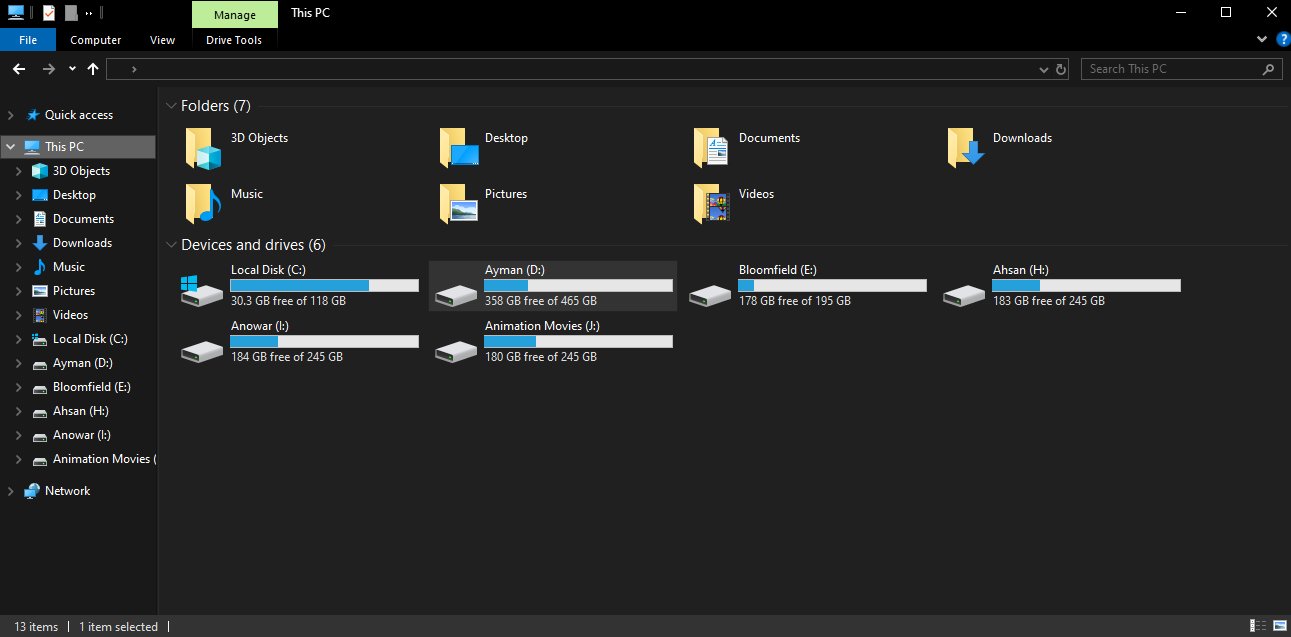 Manage This PC
File Computer View Drive Tools
?
Search This PC
Quick access
This PC
3D Objects
Desktop
Documents
Downloads
Music
Pictures
Videos
Local Disk (C:)
Ayman (D:)
Bloomfield (E:)
Ahsan (H:)
Anowar (I:)
Animation Movies (
Network
Folders (7)
3D Objects Desktop Documents Downloads
Music Pictures Videos
Devices and drives (6)
Local Disk (C:) Ayman (D:) Bloomfield (E:) Ahsan (H:)
30.3 GB free of 118 GB 358 GB free of 465 GB 178 GB free of 195 GB 183 GB free of 245 GB
Anowar (I:) Animation Movies (J:)
184 GB free of 245 GB 180 GB free of 245 GB
13 items 1 item selected